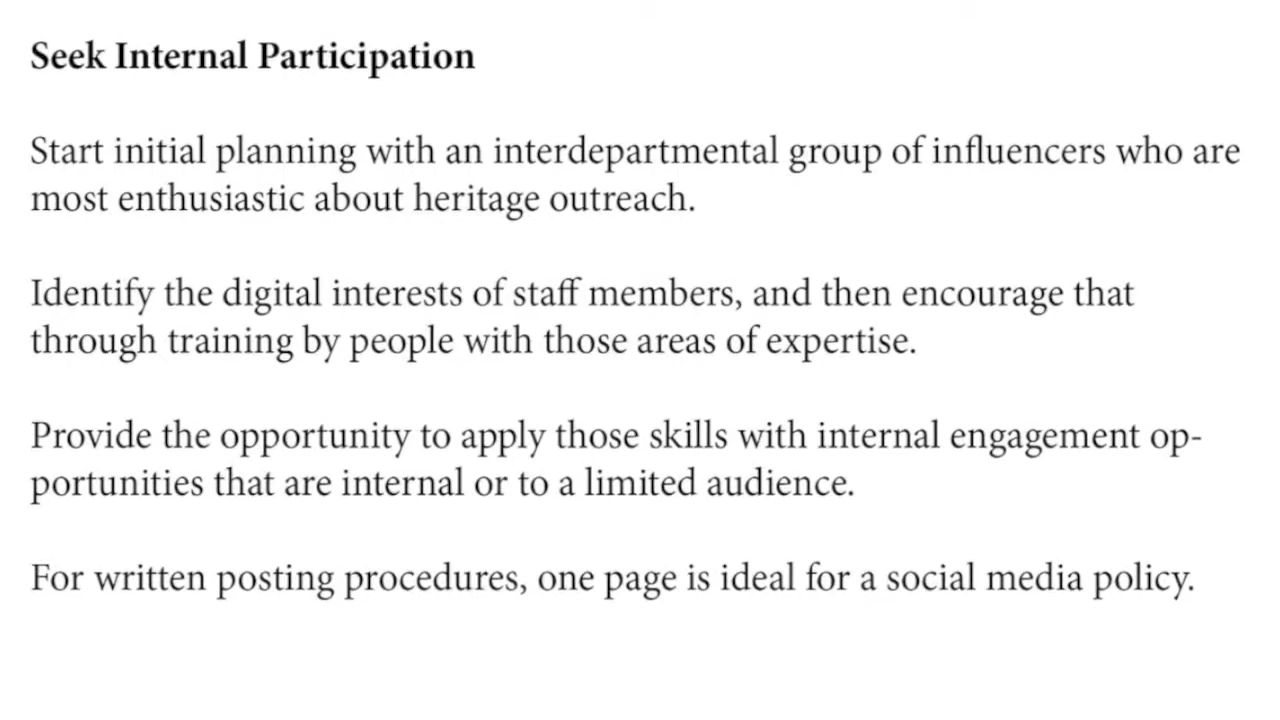 Seek Internal Participation
Start initial planning with an interdepartmental group of influencers who are
most enthusiastic about heritage outreach.
Identify the digital interests of staff members, and then encourage that
through training by people with those areas of expertise.
Provide the opportunity to apply those skills with internal engagement op-
portunities that are internal or to a limited audience.
For written posting procedures, one page is ideal for a social media policy.